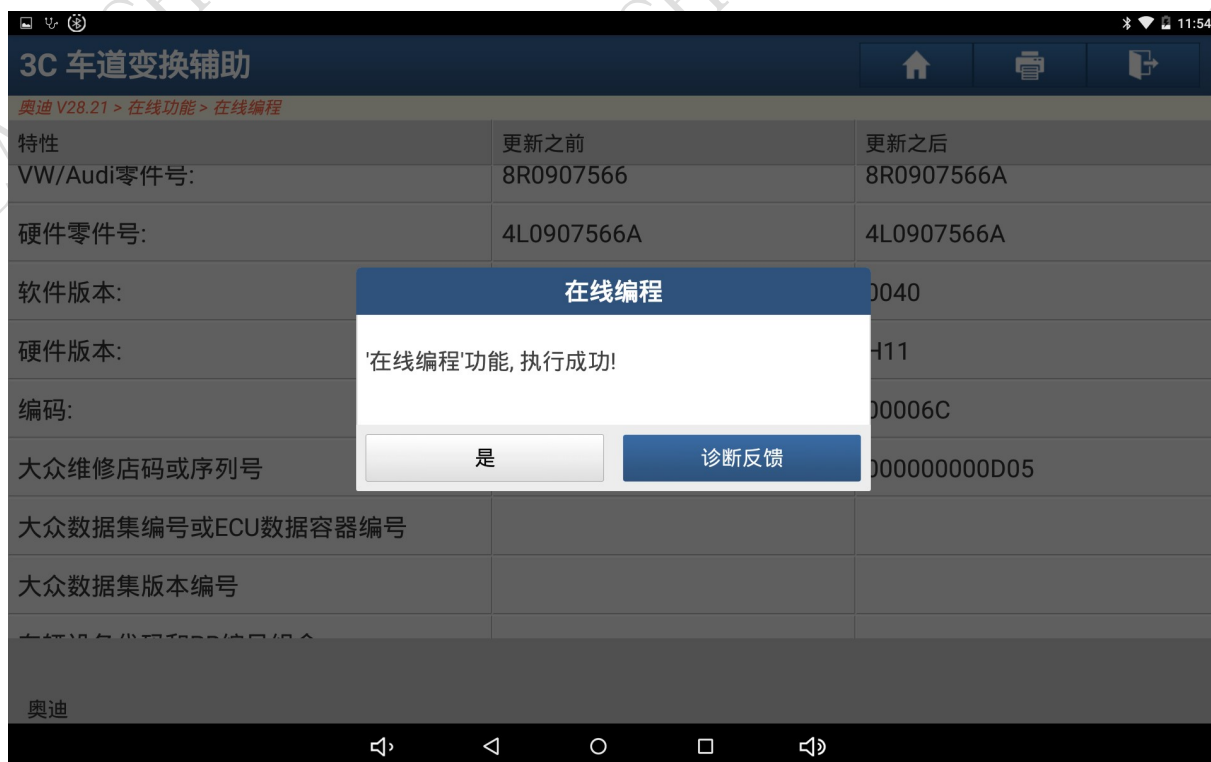 11:54
3C 车道变换辅助
奥迪 V28.21 > 在线功能 > 在线编程
特性 更新之前 更新之后
VW/Audi零件号: 8R0907566 8R0907566A
硬件零件号: 4L0907566A 4L0907566A
软件版本: 0040
硬件版本: H11
编码: 00006C
大众维修店码或序列号 000000000D05
大众数据集编号或ECU数据容器编号
大众数据集版本编号
在线编程
'在线编程'功能, 执行成功!
是 诊断反馈
奥迪